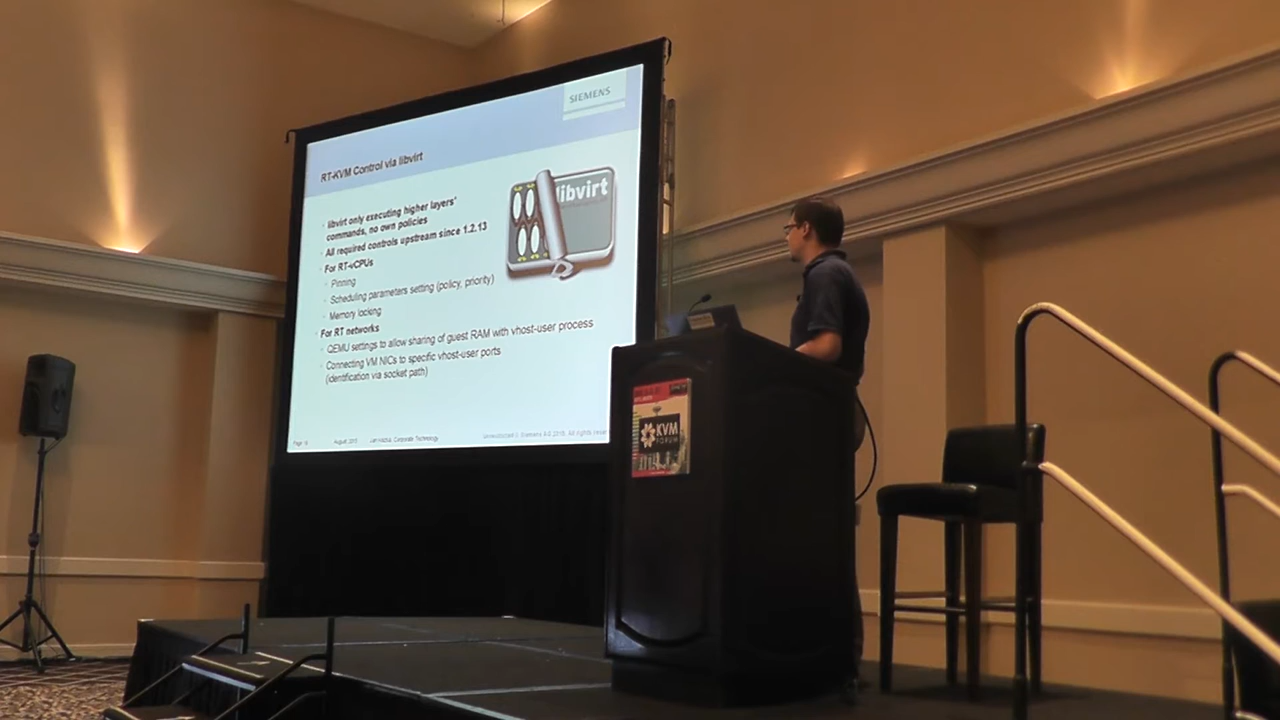 SIEMENS
RT-KVM Control via libvirt
libvirt
libvirt only executing higher layers'
commands, no own policies
All required controls upstream since 1.2.13
For RT-vCPUs
Pinning
Scheduling parameters setting (policy, priority)
Memory locking
For RT networks
QEMU settings to allow sharing of guest RAM with vhost-user process
Connecting VM NICs to specific vhost-user ports
(identification via socket path)
Corporate Technology
KVM
FORUM